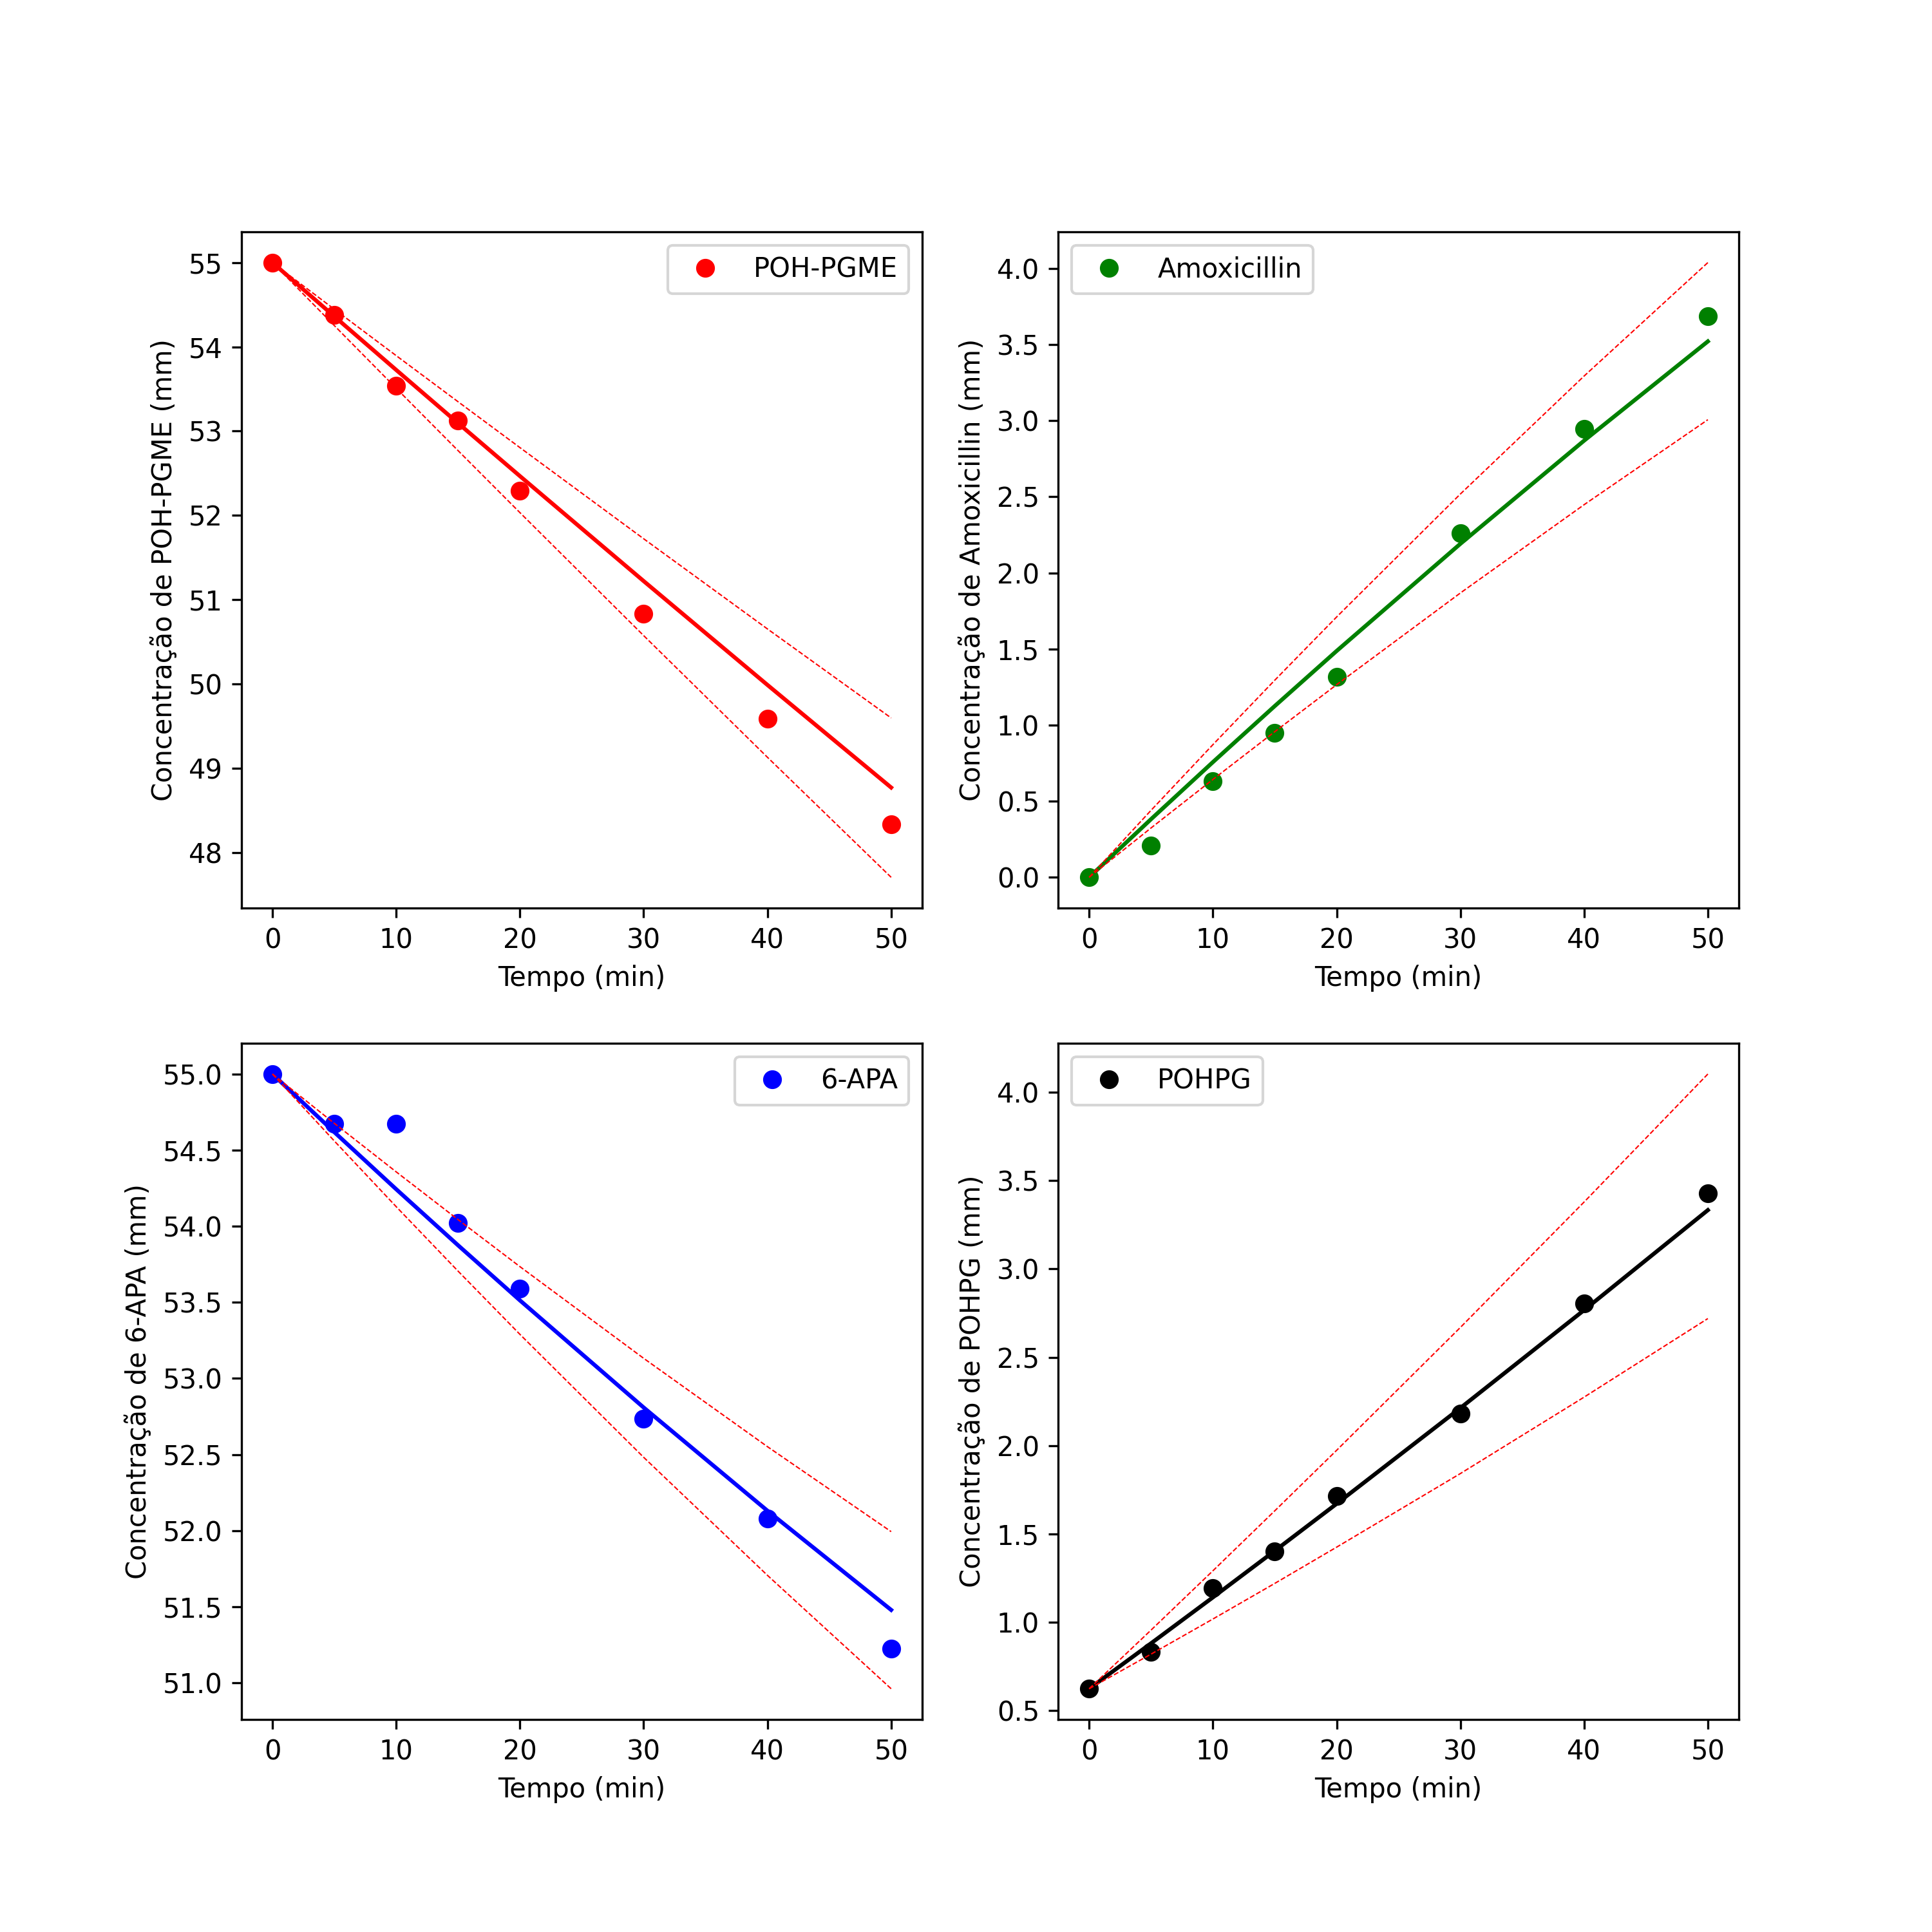 POH-PGME
Concentração de POH-PGME (mm)
55
54
53
52
51
50
49
48
0 10 20 30 40 50
Tempo (min)
Amoxicillin
Concentração de Amoxicillin (mm)
4.0
3.5
3.0
2.5
2.0
1.5
1.0
0.5
0.0
0 10 20 30 40 50
Tempo (min)
6-APA
Concentração de 6-APA (mm)
55.0
54.5
54.0
53.5
53.0
52.5
52.0
51.5
51.0
0 10 20 30 40 50
Tempo (min)
POHPG
Concentração de POHPG (mm)
4.0
3.5
3.0
2.5
2.0
1.5
1.0
0.5
0 10 20 30 40 50
Tempo (min)